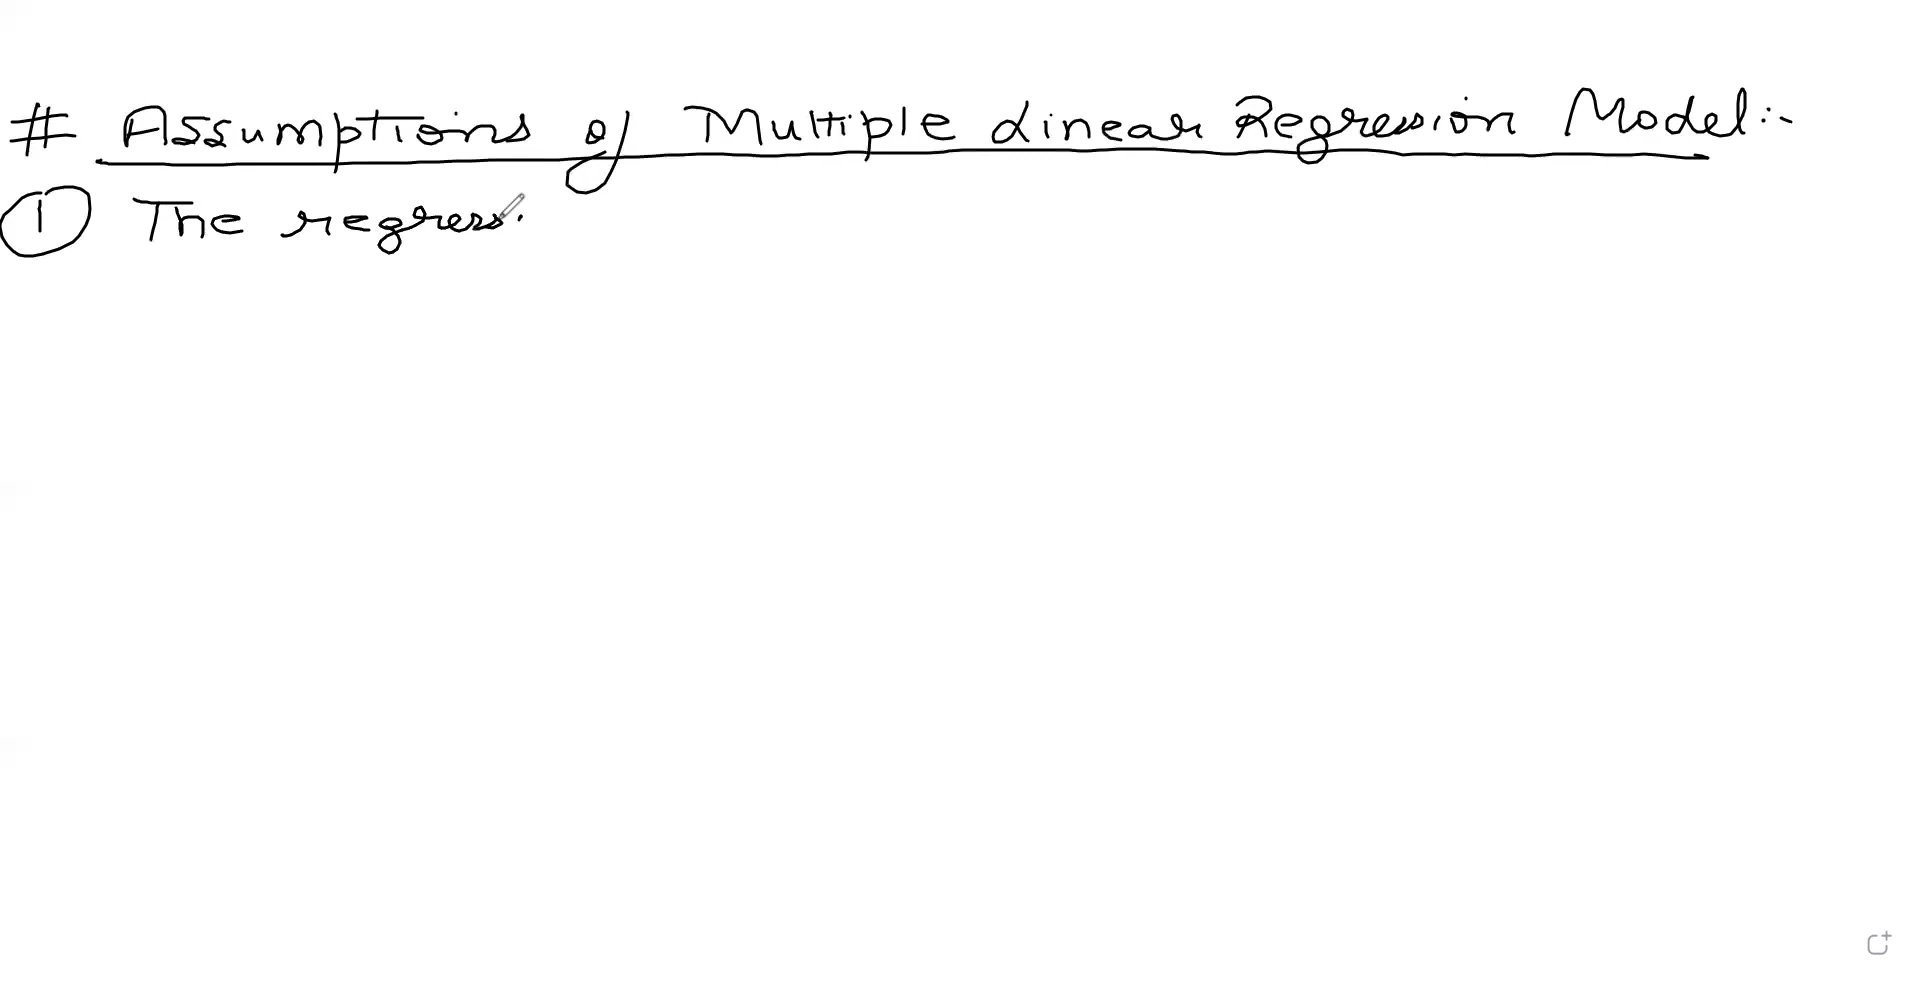 # Assumptions of Multiple Linear Regression Model:-
① The regress